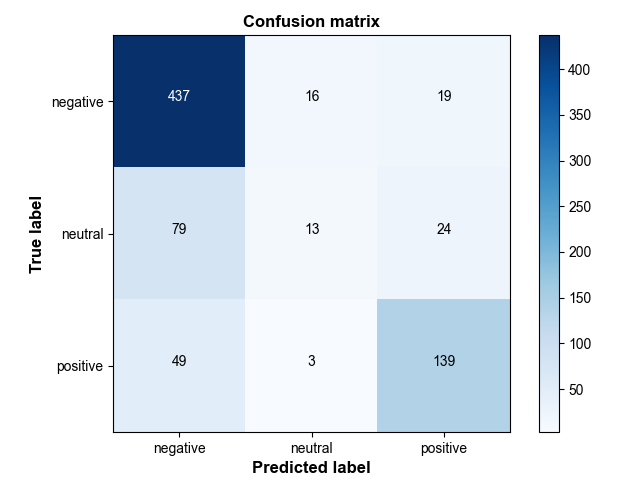 Confusion matrix
negative 437 16 19
neutral 79 13 24
positive 49 3 139
negative neutral positive
True label
Predicted label
400
350
300
250
200
150
100
50